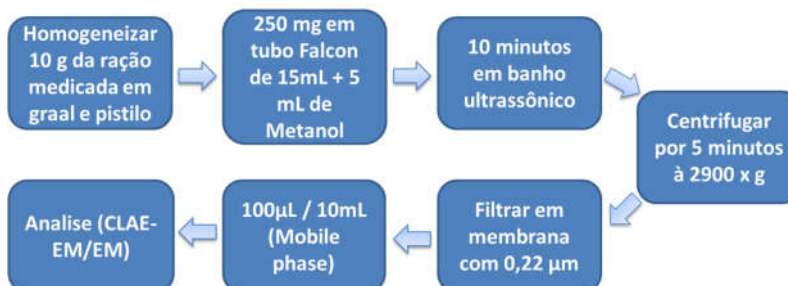 Homogeneizar
10 g da ração
medicada em
graal e pistilo
250 mg em
tubo Falcon
de 15mL + 5
mL de
Metanol
10 minutos
em banho
ultrassônico
Centrifugar
por 5 minutos
à 2900 x g
Filtrar em
membrana
com 0,22 µm
100µL / 10mL
(Mobile
phase)
Analise (CLAE-
EM/EM)